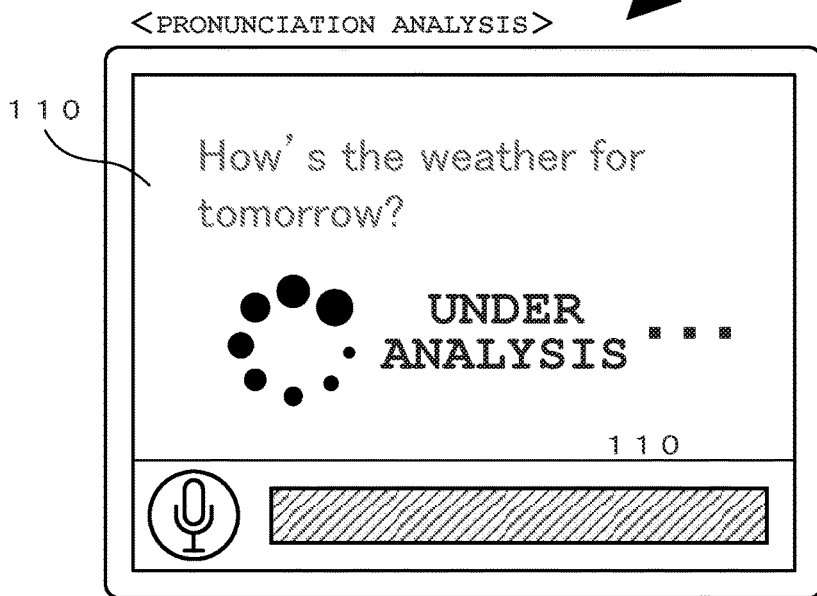 <PRONUNCIATION ANALYSIS>
110
How's the weather for
tomorrow?
UNDER
ANALYSIS ...
110